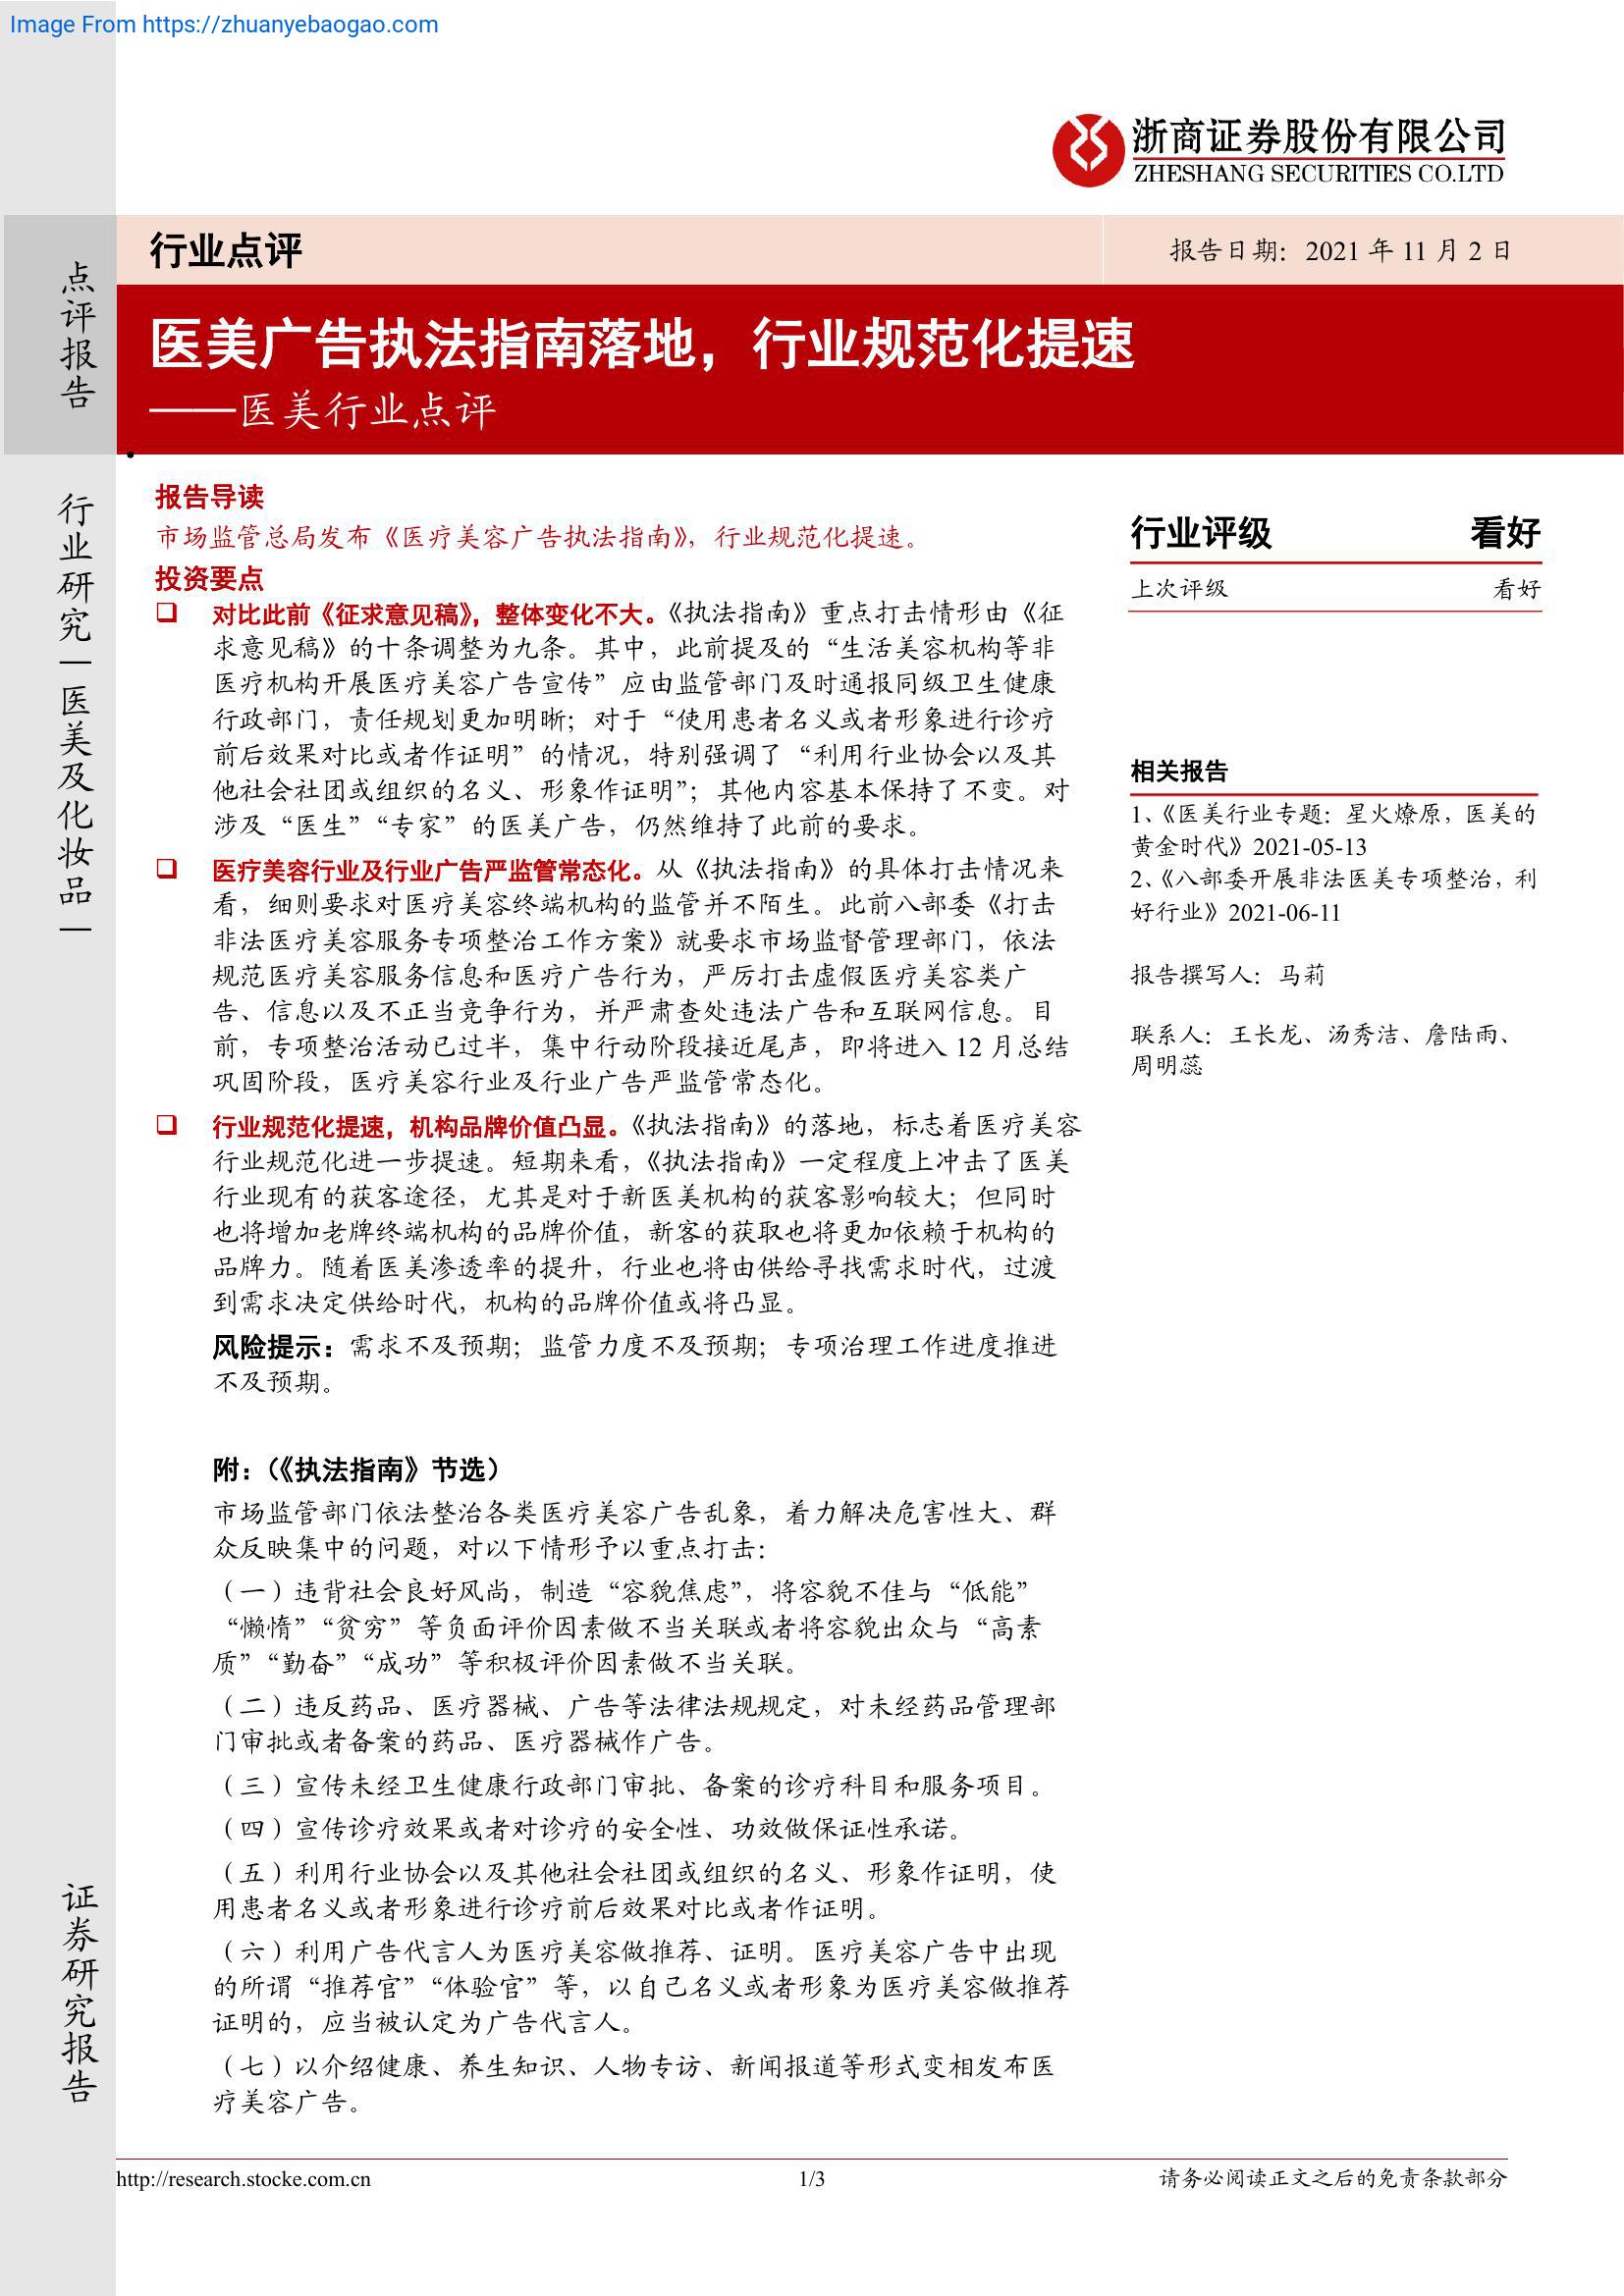 Image From https://zhuanyebaogao.com
浙商证券股份有限公司
ZHESHANG SECURITIES CO.LTD
点评报告
行业研究—医美及化妆品—
证券研究报告
行业点评
报告日期：2021 年 11 月 2 日
医美广告执法指南落地，行业规范化提速
——医美行业点评
报告导读
市场监管总局发布《医疗美容广告执法指南》，行业规范化提速。
投资要点
❑ 对比此前《征求意见稿》，整体变化不大。《执法指南》重点打击情形由《征
求意见稿》的十条调整为九条。其中，此前提及的“生活美容机构等非
医疗机构开展医疗美容广告宣传”应由监管部门及时通报同级卫生健康
行政部门，责任规划更加明晰；对于“使用患者名义或者形象进行诊疗
前后效果对比或者作证明”的情况，特别强调了“利用行业协会以及其
他社会社团或组织的名义、形象作证明”；其他内容基本保持了不变。对
涉及“医生”“专家”的医美广告，仍然维持了此前的要求。
❑ 医疗美容行业及行业广告严监管常态化。从《执法指南》的具体打击情况来
看，细则要求对医疗美容终端机构的监管并不陌生。此前八部委《打击
非法医疗美容服务专项整治工作方案》就要求市场监督管理部门，依法
规范医疗美容服务信息和医疗广告行为，严厉打击虚假医疗美容类广
告、信息以及不正当竞争行为，并严肃查处违法广告和互联网信息。目
前，专项整治活动已过半，集中行动阶段接近尾声，即将进入 12 月总结
巩固阶段，医疗美容行业及行业广告严监管常态化。
❑ 行业规范化提速，机构品牌价值凸显。《执法指南》的落地，标志着医疗美容
行业规范化进一步提速。短期来看，《执法指南》一定程度上冲击了医美
行业现有的获客途径，尤其是对于新医美机构的获客影响较大；但同时
也将增加老牌终端机构的品牌价值，新客的获取也将更加依赖于机构的
品牌力。随着医美渗透率的提升，行业也将由供给寻找需求时代，过渡
到需求决定供给时代，机构的品牌价值或将凸显。
风险提示：需求不及预期；监管力度不及预期；专项治理工作进度推进
不及预期。
附：（《执法指南》节选）
市场监管部门依法整治各类医疗美容广告乱象，着力解决危害性大、群
众反映集中的问题，对以下情形予以重点打击：
（一）违背社会良好风尚，制造“容貌焦虑”，将容貌不佳与“低能”
“懒惰”“贫穷”等负面评价因素做不当关联或者将容貌出众与“高素
质”“勤奋”“成功”等积极评价因素做不当关联。
（二）违反药品、医疗器械、广告等法律法规规定，对未经药品管理部
门审批或者备案的药品、医疗器械作广告。
（三）宣传未经卫生健康行政部门审批、备案的诊疗科目和服务项目。
（四）宣传诊疗效果或者对诊疗的安全性、功效做保证性承诺。
（五）利用行业协会以及其他社会社团或组织的名义、形象作证明，使
用患者名义或者形象进行诊疗前后效果对比或者作证明。
（六）利用广告代言人为医疗美容做推荐、证明。医疗美容广告中出现
的所谓“推荐官”“体验官”等，以自己名义或者形象为医疗美容做推荐
证明的，应当被认定为广告代言人。
（七）以介绍健康、养生知识、人物专访、新闻报道等形式变相发布医
疗美容广告。
行业评级 看好
上次评级 看好
相关报告
1、《医美行业专题：星火燎原，医美的
黄金时代》2021-05-13
2、《八部委开展非法医美专项整治，利
好行业》2021-06-11
报告撰写人：马莉
联系人：王长龙、汤秀洁、詹陆雨、
周明蕊
http://research.stocke.com.cn
1/3
请务必阅读正文之后的免责条款部分